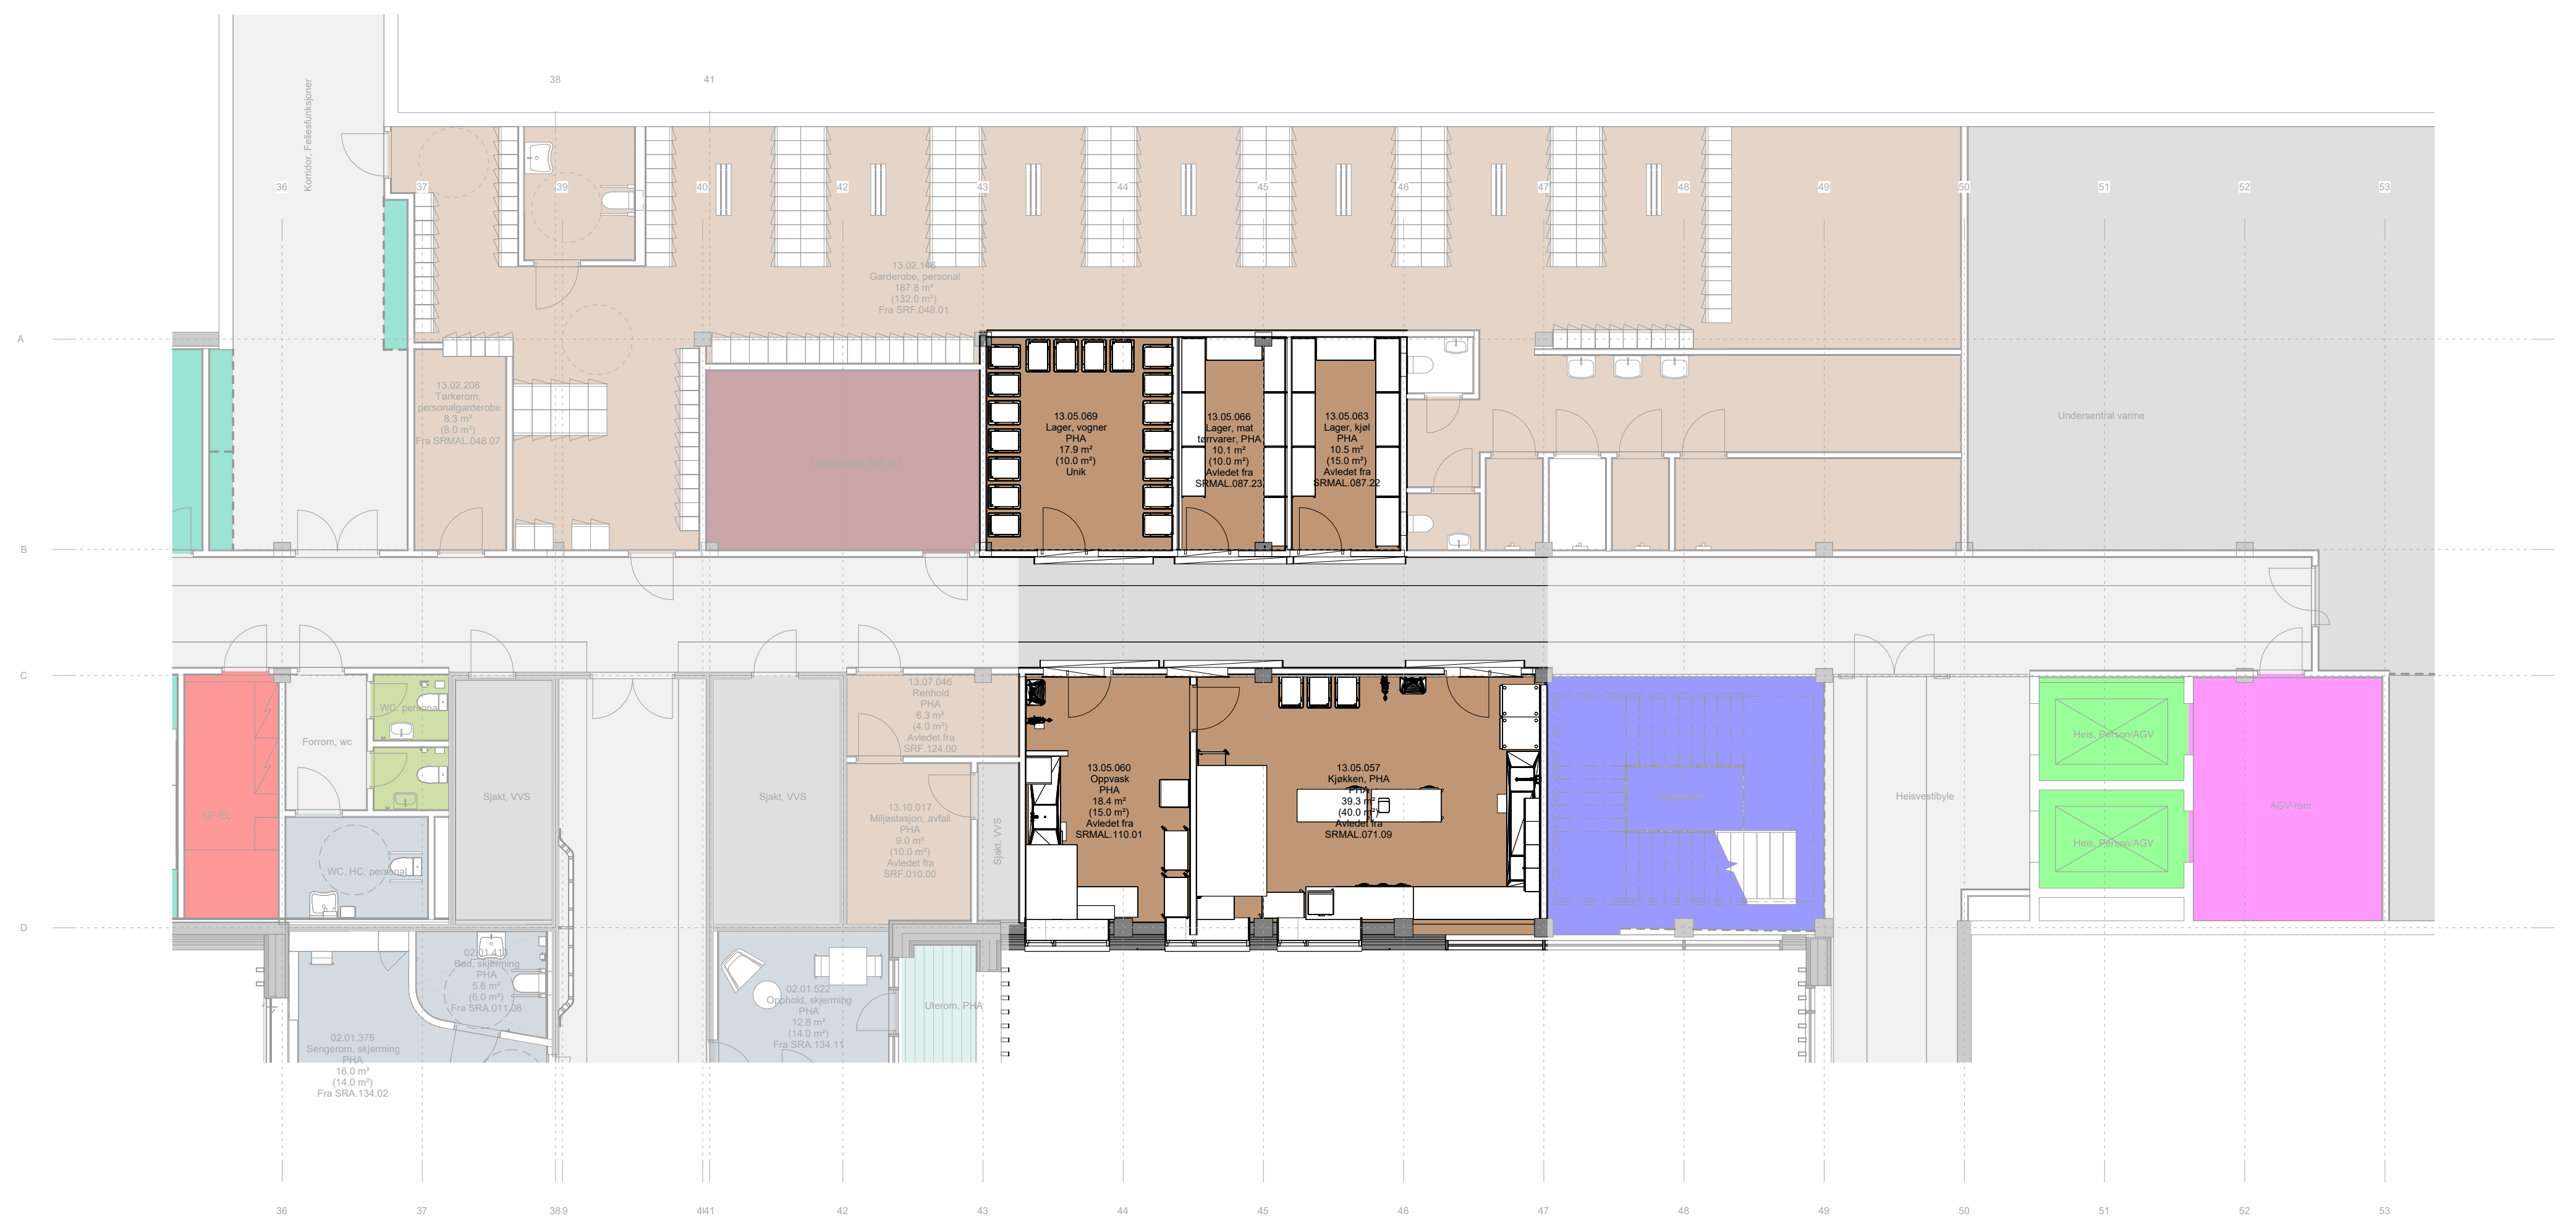 38
41
Korridor, Fellesfunksjoner
36
37
39
40
42
43
44
45
46
47
48
49
50
51
52
53
13.02.146
Garderobe, personal
187.8 m²
(132.0 m²)
Fra SRF.048.01
A
13.02.208
Tørkerom,
personalgarderobe
8.3 m²
(8.0 m²)
Fra SRMAL.048.07
13.05.069
Lager, vogner
PHA
17.9 m²
(10.0 m²)
Unik
13.05.066
Lager, mat
tørrvarer, PHA
10.1 m²
(10.0 m²)
Avledet fra
SRMAL.087.23
13.05.063
Lager, kjøl
PHA
10.5 m²
(15.0 m²)
Avledet fra
SRMAL.087.22
Undersentral varme
B
C
UF-EL
Forrom, wc
WC, personal
WC, HC, personal
Sjakt, VVS
Sjakt, VVS
13.07.046
Renhold
PHA
6.3 m²
(4.0 m²)
Avledet fra
SRF.124.00
13.10.017
Miljøstasjon, avfall
PHA
9.0 m²
(10.0 m²)
Avledet fra
SRF.010.00
Sjakt, VVS
13.05.060
Oppvask
PHA
18.4 m²
(15.0 m²)
Avledet fra
SRMAL.110.01
13.05.057
Kjøkken, PHA
PHA
39.3 m²
(40.0 m²)
Avledet fra
SRMAL.071.09
Heisvestibyle
Heis, Person/AGV
Heis, Person/AGV
AGV-rom
D
02.01.410
Bad, skjerming
PHA
5.6 m²
(6.0 m²)
Fra SRA.011.08
02.01.375
Sengerom, skjerming
PHA
16.0 m²
(14.0 m²)
Fra SRA.134.02
02.01.522
Opphold, skjerming
PHA
12.8 m²
(14.0 m²)
Fra SRA.134.11
Uterom, PHA
36
37
3839
4041
42
43
44
45
46
47
48
49
50
51
52
53